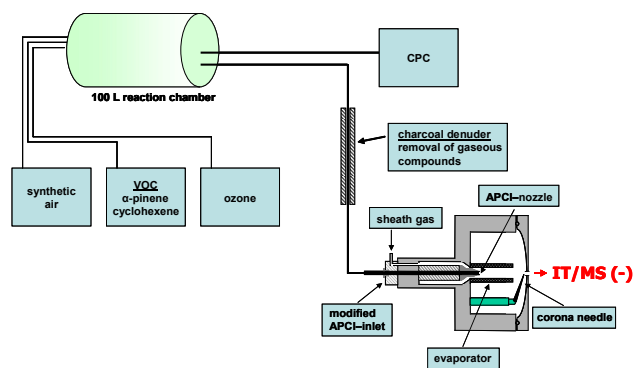 CPC
100 L reaction chamber
charcoal denuder
removal of gaseous
compounds
synthetic
air
VOC
α-pinene
cyclohexene
ozone
APCI–nozzle
sheath gas
IT/MS (-)
modified
APCI–inlet
corona needle
evaporator